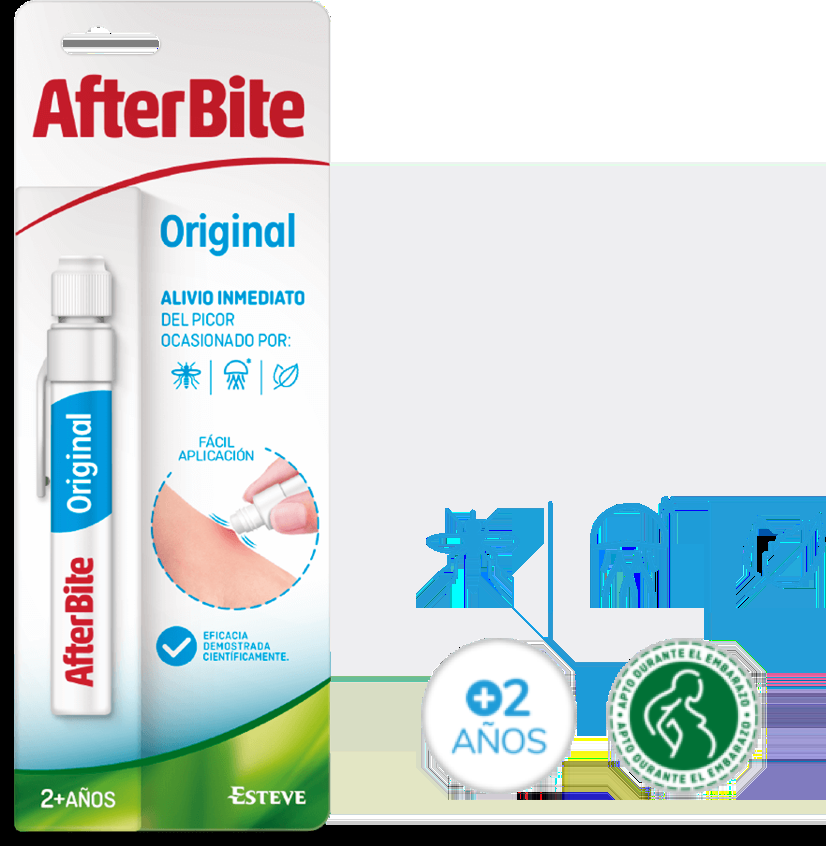 AfterBite
Original
ALIVIO INMEDIATO
DEL PICOR
OCASIONADO POR:
*
FÁCIL
APLICACIÓN
Original
AfterBite
EFICACIA
DEMOSTRADA
CIENTÍFICAMENTE.
2+AÑOS
ESTEVE
+2
AÑOS
APTO DURANTE EL EMBARAZO
APTO DURANTE EL EMBARAZO